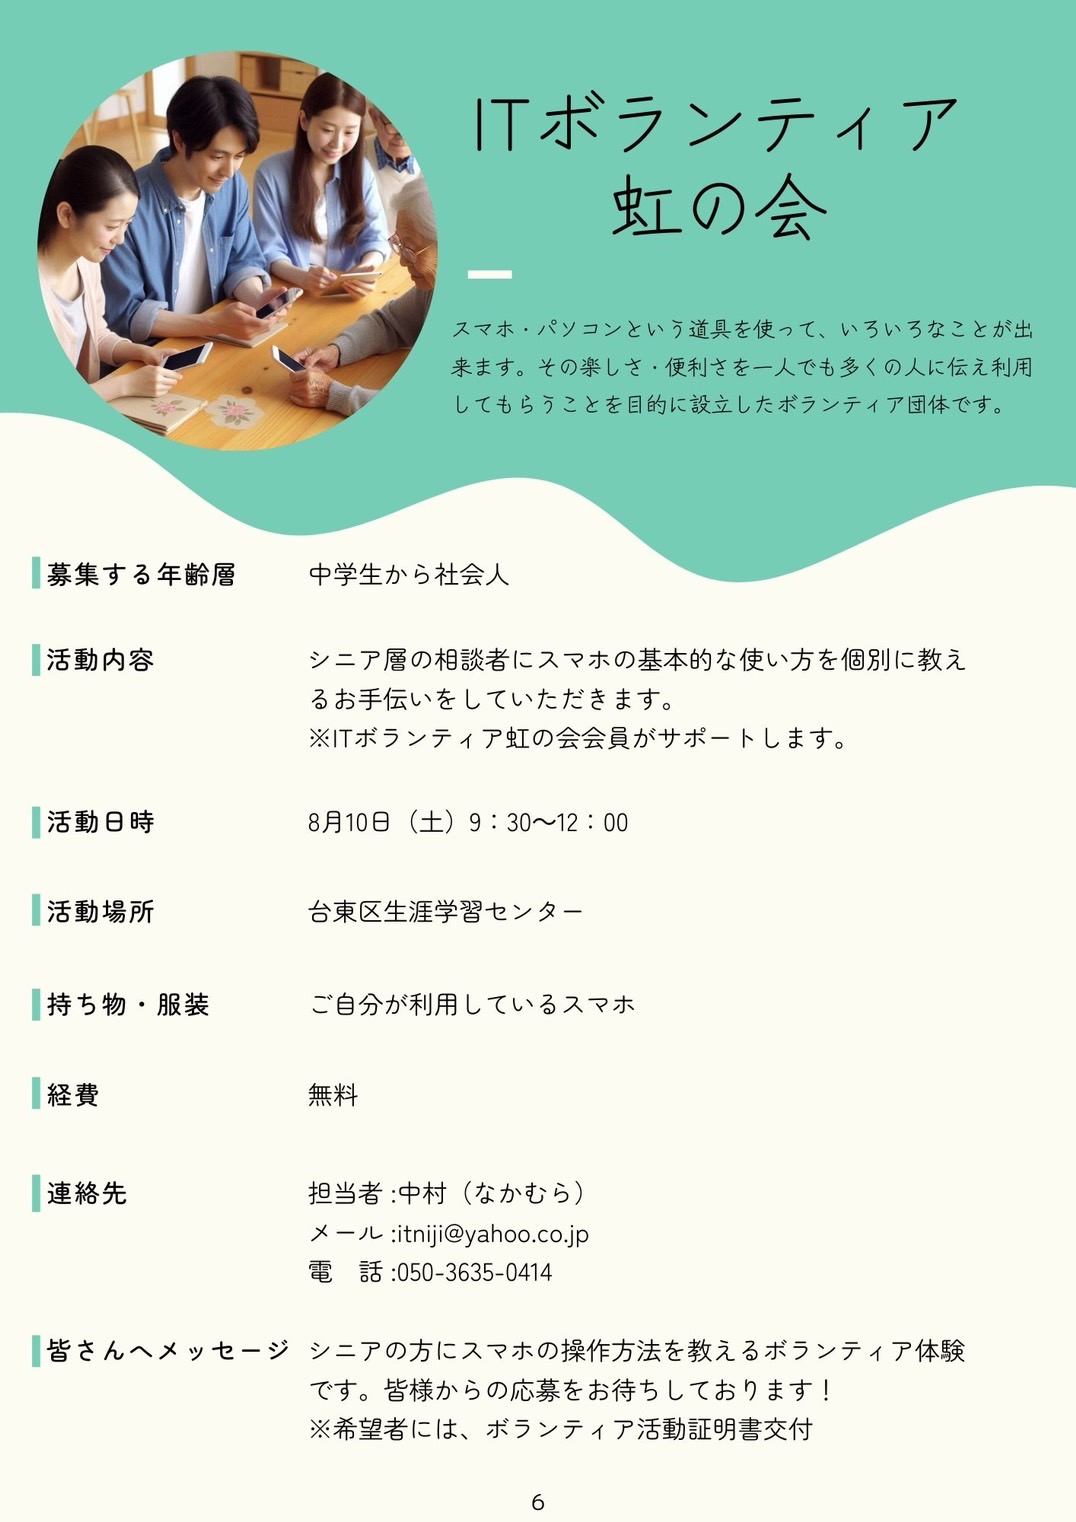 ITボランティア
虹の会
スマホ・パソコンという道具を使って、いろいろなことが出
来ます。その楽しさ・便利さを一人でも多くの人に伝え利用
してもらうことを目的に設立したボランティア団体です。
募集する年齢層 中学生から社会人
活動内容 シニア層の相談者にスマホの基本的な使い方を個別に教え
るお手伝いをしていただきます。
※ITボランティア虹の会会員がサポートします。
活動日時 8月10日（土）9：30〜12：00
活動場所 台東区生涯学習センター
持ち物・服装 ご自分が利用しているスマホ
経費 無料
連絡先 担当者 :中村（なかむら）
メール :itniji@yahoo.co.jp
電　話 :050-3635-0414
皆さんへメッセージ シニアの方にスマホの操作方法を教えるボランティア体験
です。皆様からの応募をお待ちしております！
※希望者には、ボランティア活動証明書交付
6